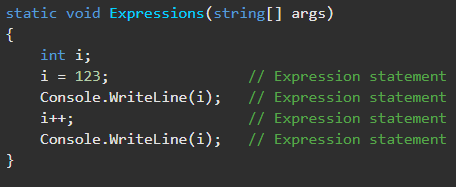 static void Expressions(string[] args)
{
    int i;
    i = 123;                // Expression statement
    Console.WriteLine(i);   // Expression statement
    i++;                    // Expression statement
    Console.WriteLine(i);   // Expression statement
}